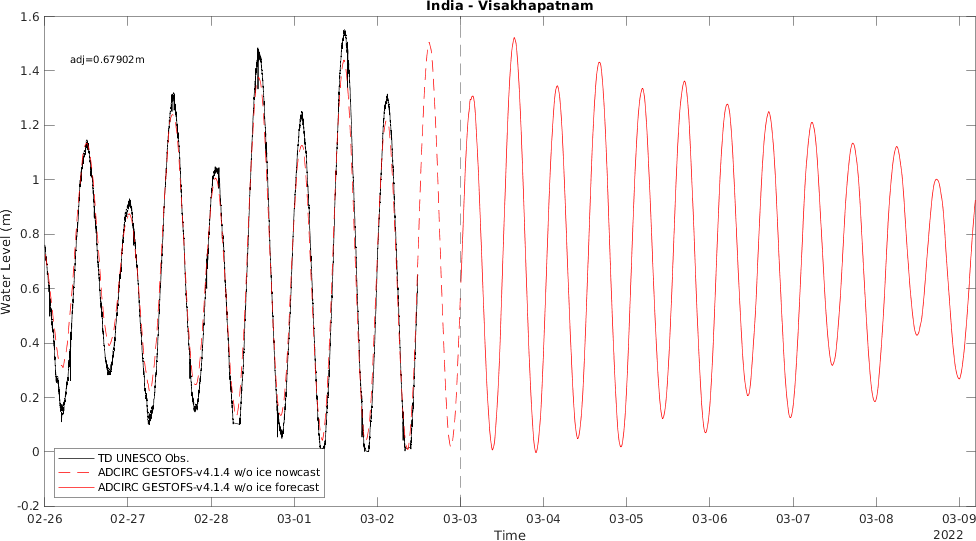 India - Visakhapatnam
1.6
1.4
1.2
1
0.8
0.6
0.4
0.2
0
-0.2
Water Level (m)
adj=0.67902m
TD UNESCO Obs.
ADCIRC GESTOFS-v4.1.4 w/o ice nowcast
ADCIRC GESTOFS-v4.1.4 w/o ice forecast
02-26 02-27 02-28 03-01 03-02 03-03 03-04 03-05 03-06 03-07 03-08 03-09
Time 2022